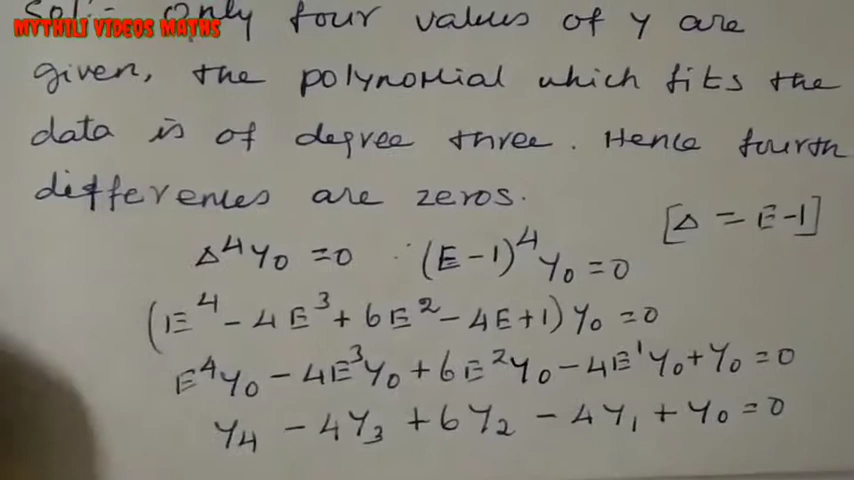 Sol:- Only four values of y are
MYTHILI VIDEOS MATHS
given, the polynomial which fits the
data is of degree three. Hence fourth
differences are zeros.
[Δ = E-1]
Δ⁴y₀ = 0 ∴ (E-1)⁴y₀ = 0
(E⁴ - 4E³ + 6E² - 4E + 1) y₀ = 0
E⁴y₀ - 4E³y₀ + 6E²y₀ - 4E¹y₀ + y₀ = 0
y₄ - 4y₃ + 6y₂ - 4y₁ + y₀ = 0